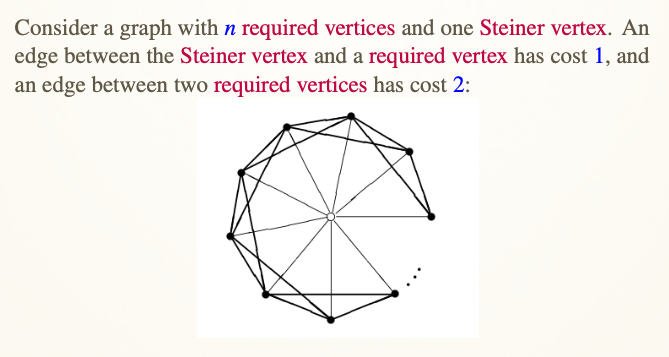 Consider a graph with n required vertices and one Steiner vertex. An
edge between the Steiner vertex and a required vertex has cost 1, and
an edge between two required vertices has cost 2: